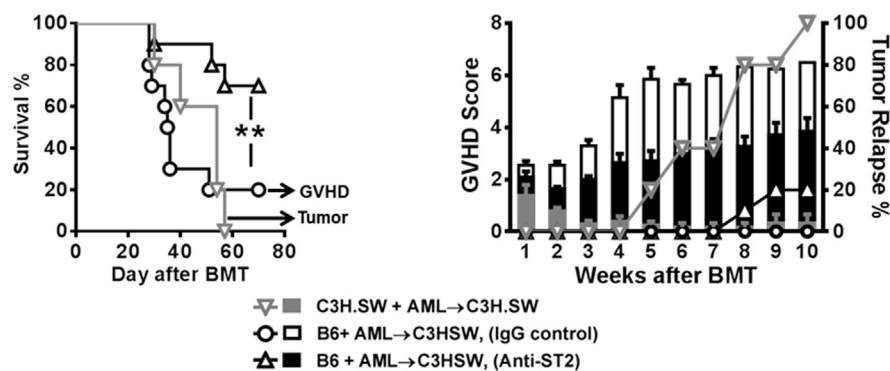 Survival %
100
80
60
40
20
0
**
GVHD
Tumor
0 20 40 60 80
Day after BMT
GVHD Score
8
6
4
2
0
100
80
60
40
20
0
Tumor Relapse %
1 2 3 4 5 6 7 8 9 10
Weeks after BMT
C3H.SW + AML→C3H.SW
B6+ AML→C3HSW, (IgG control)
B6 + AML→C3HSW, (Anti-ST2)